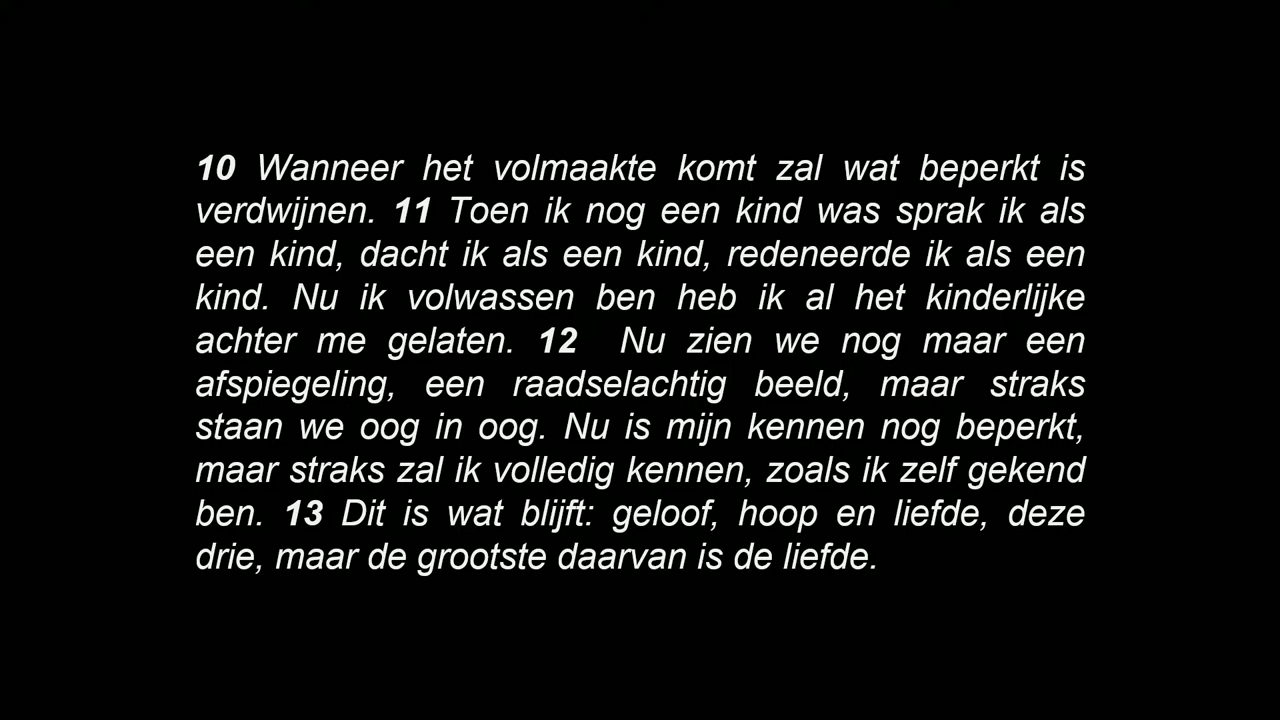 10 Wanneer het volmaakte komt zal wat beperkt is
verdwijnen. 11 Toen ik nog een kind was sprak ik als
een kind, dacht ik als een kind, redeneerde ik als een
kind. Nu ik volwassen ben heb ik al het kinderlijke
achter me gelaten. 12 Nu zien we nog maar een
afspiegeling, een raadselachtig beeld, maar straks
staan we oog in oog. Nu is mijn kennen nog beperkt,
maar straks zal ik volledig kennen, zoals ik zelf gekend
ben. 13 Dit is wat blijft: geloof, hoop en liefde, deze
drie, maar de grootste daarvan is de liefde.